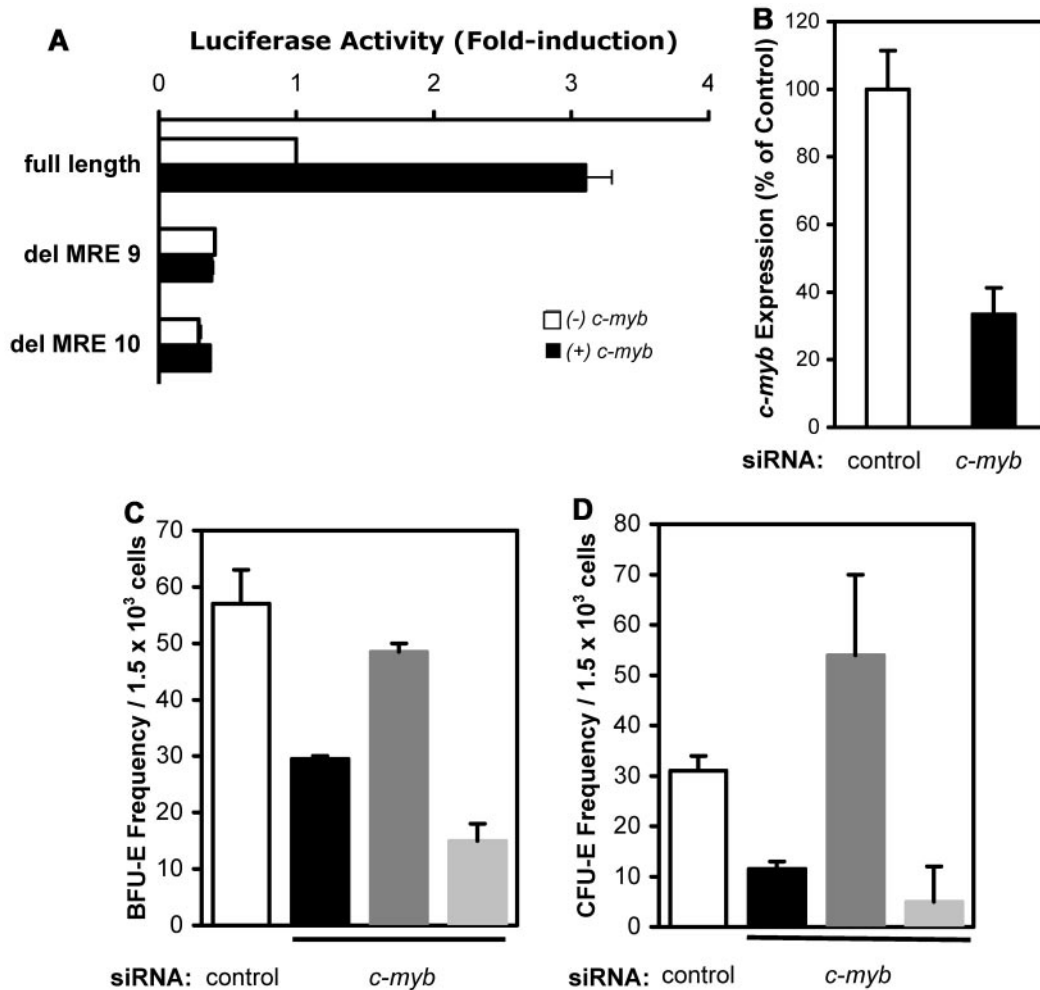 A
Luciferase Activity (Fold-induction)
0 1 2 3 4
full length
del MRE 9
del MRE 10
(-) c-myb
(+) c-myb
B
c-myb Expression (% of Control)
120
100
80
60
40
20
0
siRNA: control c-myb
C
BFU-E Frequency / 1.5 x 10³ cells
70
60
50
40
30
20
10
0
siRNA: control c-myb
D
CFU-E Frequency / 1.5 x 10³ cells
80
70
60
50
40
30
20
10
0
siRNA: control c-myb